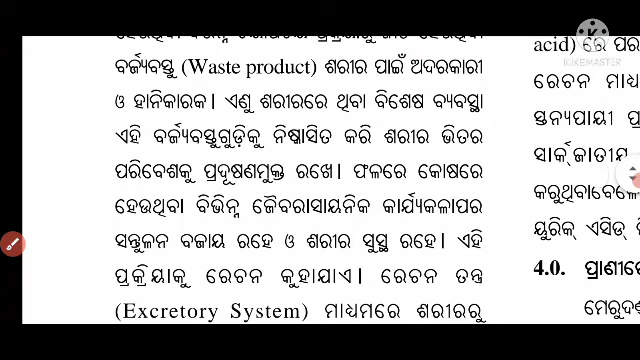 ବର୍ଜ୍ୟବସ୍ତୁ (Waste product) ଶରୀର ପାଇଁ ଅଦରକାରୀ
ଓ ହାନିକାରକ। ଏଣୁ ଶରୀରରେ ଥିବା ବିଶେଷ ବ୍ୟବସ୍ଥା
ଏହି ବର୍ଜ୍ୟବସ୍ତୁଗୁଡ଼ିକୁ ନିଷ୍କାସିତ କରି ଶରୀର ଭିତର
ପରିବେଶକୁ ପ୍ରଦୂଷଣମୁକ୍ତ ରଖେ। ଫଳରେ କୋଷରେ
ହେଉଥିବା ବିଭିନ୍ନ ଜୈବରାସାୟନିକ କାର୍ଯ୍ୟକଳାପର
ସନ୍ତୁଳନ ବଜାୟ ରହେ ଓ ଶରୀର ସୁସ୍ଥ ରହେ। ଏହି
ପ୍ରକ୍ରିୟାକୁ ରେଚନ କୁହାଯାଏ। ରେଚନ ତନ୍ତ୍ର
(Excretory System) ମାଧ୍ୟମରେ ଶରୀରରୁ
acid) ରେ ପର
ରେଚନ ମାଧ
ସ୍ତନ୍ୟପାୟୀ ପ୍ର
ସାର୍କ୍‌ଜାତୀୟ
କରୁଥିବାବେଳେ
ୟୁରିକ୍ ଏସିଡ୍
4.0. ପ୍ରାଣୀରେ
ମେରୁଦଣ୍ଡ
KINEMASTER